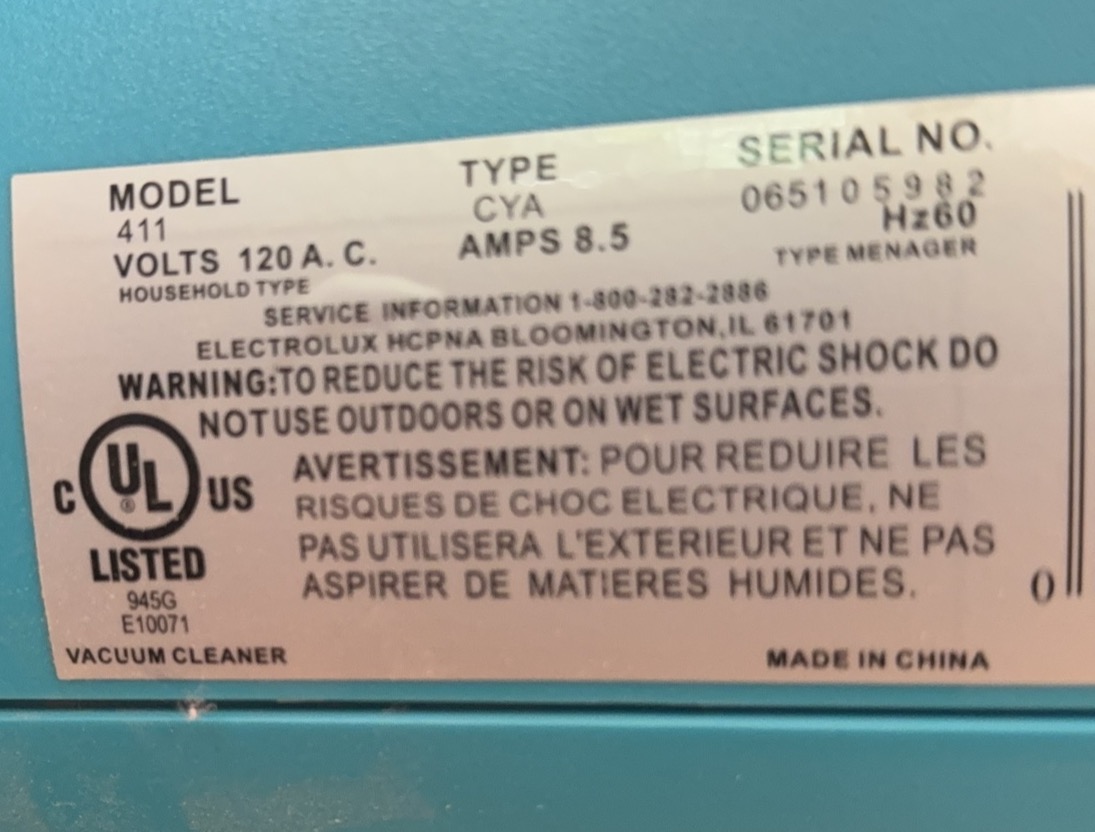 MODEL TYPE SERIAL NO.
411 CYA 065105982
VOLTS 120 A. C. AMPS 8.5 Hz60
HOUSEHOLD TYPE TYPE MENAGER
SERVICE INFORMATION 1-800-282-2886
ELECTROLUX HCPNA BLOOMINGTON, IL 61701
WARNING:TO REDUCE THE RISK OF ELECTRIC SHOCK DO
NOT USE OUTDOORS OR ON WET SURFACES.
AVERTISSEMENT: POUR REDUIRE LES
RISQUES DE CHOC ELECTRIQUE, NE
PAS UTILISERA L'EXTERIEUR ET NE PAS
ASPIRER DE MATIERES HUMIDES.
C UL ® US
LISTED
945G
E10071
VACUUM CLEANER MADE IN CHINA
0